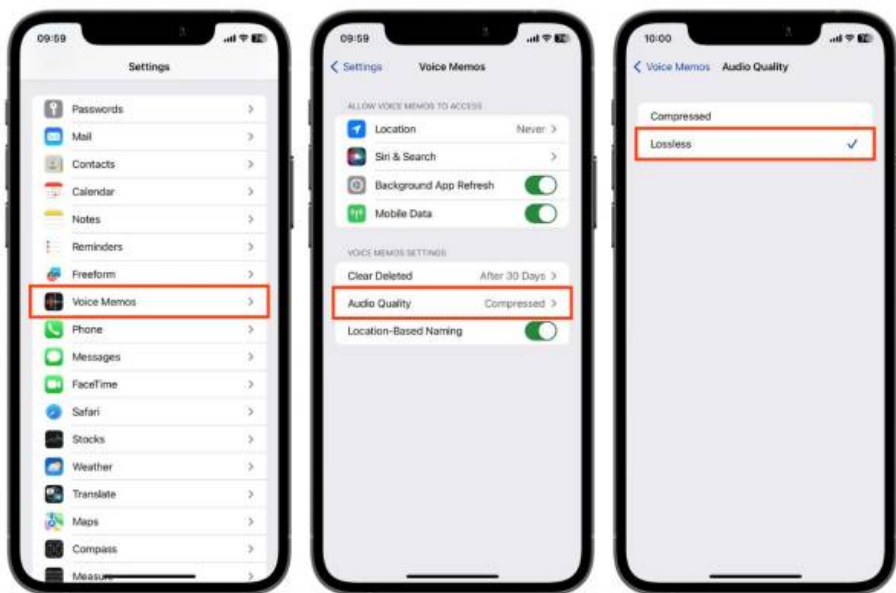 09:59
Settings
Passwords
Mail
Contacts
Calendar
Notes
Reminders
Freeform
Voice Memos
Phone
Messages
FaceTime
Safari
Stocks
Weather
Translate
Maps
Compass
Measure
09:59
Settings Voice Memos
ALLOW VOICE MEMOS TO ACCESS
Location Never
Siri & Search
Background App Refresh
Mobile Data
VOICE MEMOS SETTINGS
Clear Deleted After 30 Days
Audio Quality Compressed
Location-Based Naming
10:00
Voice Memos Audio Quality
Compressed
Lossless